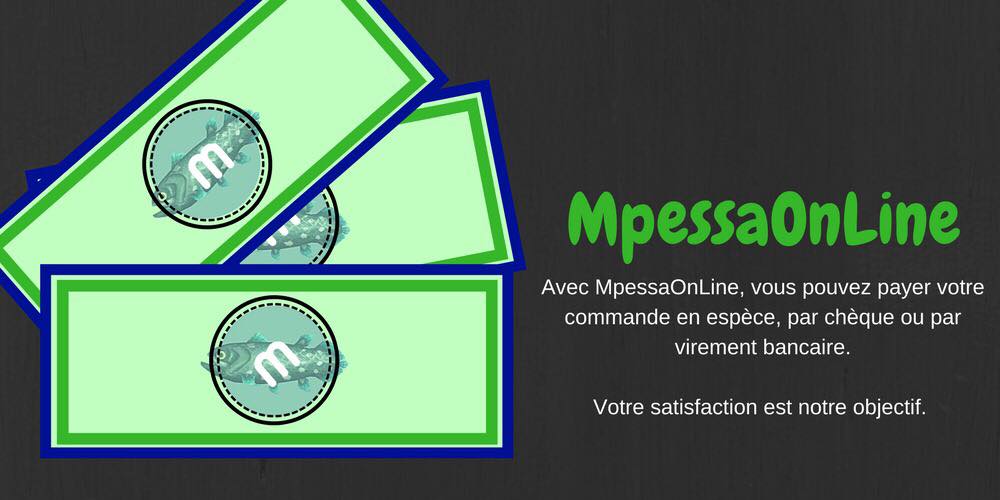 m
m
m
MpessaOnLine
Avec MpessaOnLine, vous pouvez payer votre
commande en espèce, par chèque ou par
virement bancaire.
Votre satisfaction est notre objectif.